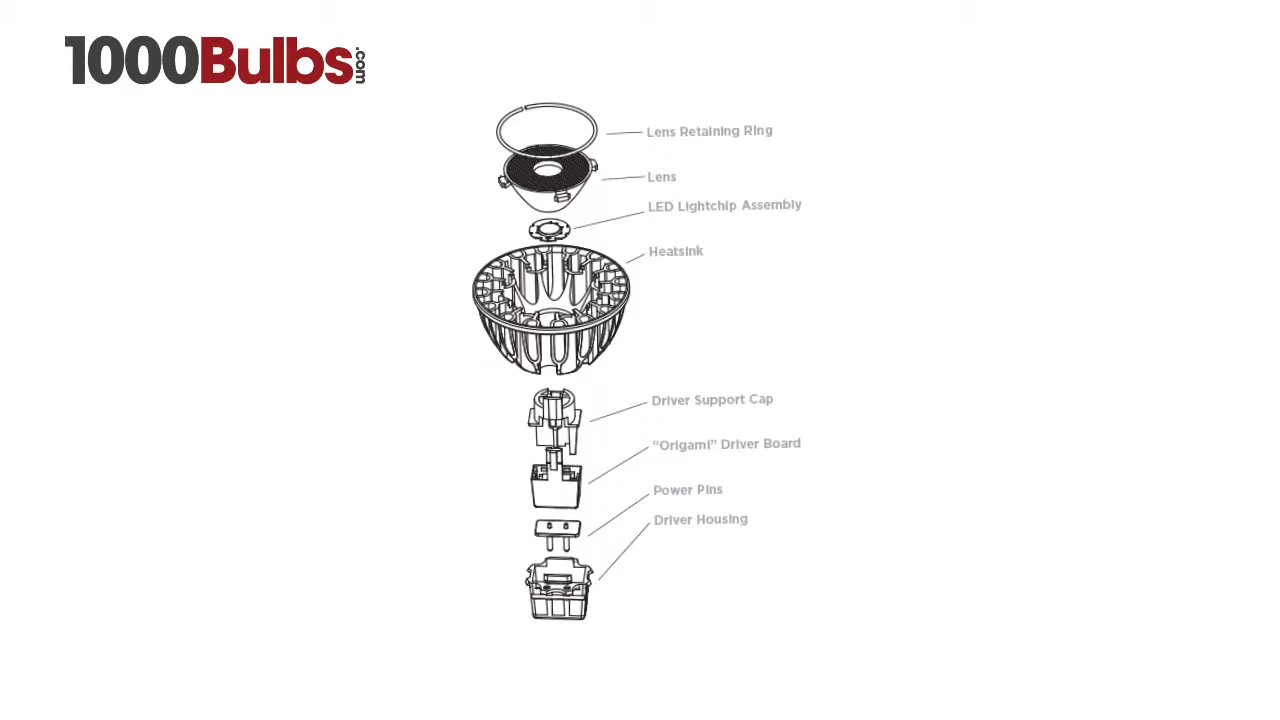 1000Bulbs.com
Lens Retaining Ring
Lens
LED Lightchip Assembly
Heatsink
Driver Support Cap
“Origami” Driver Board
Power Pins
Driver Housing